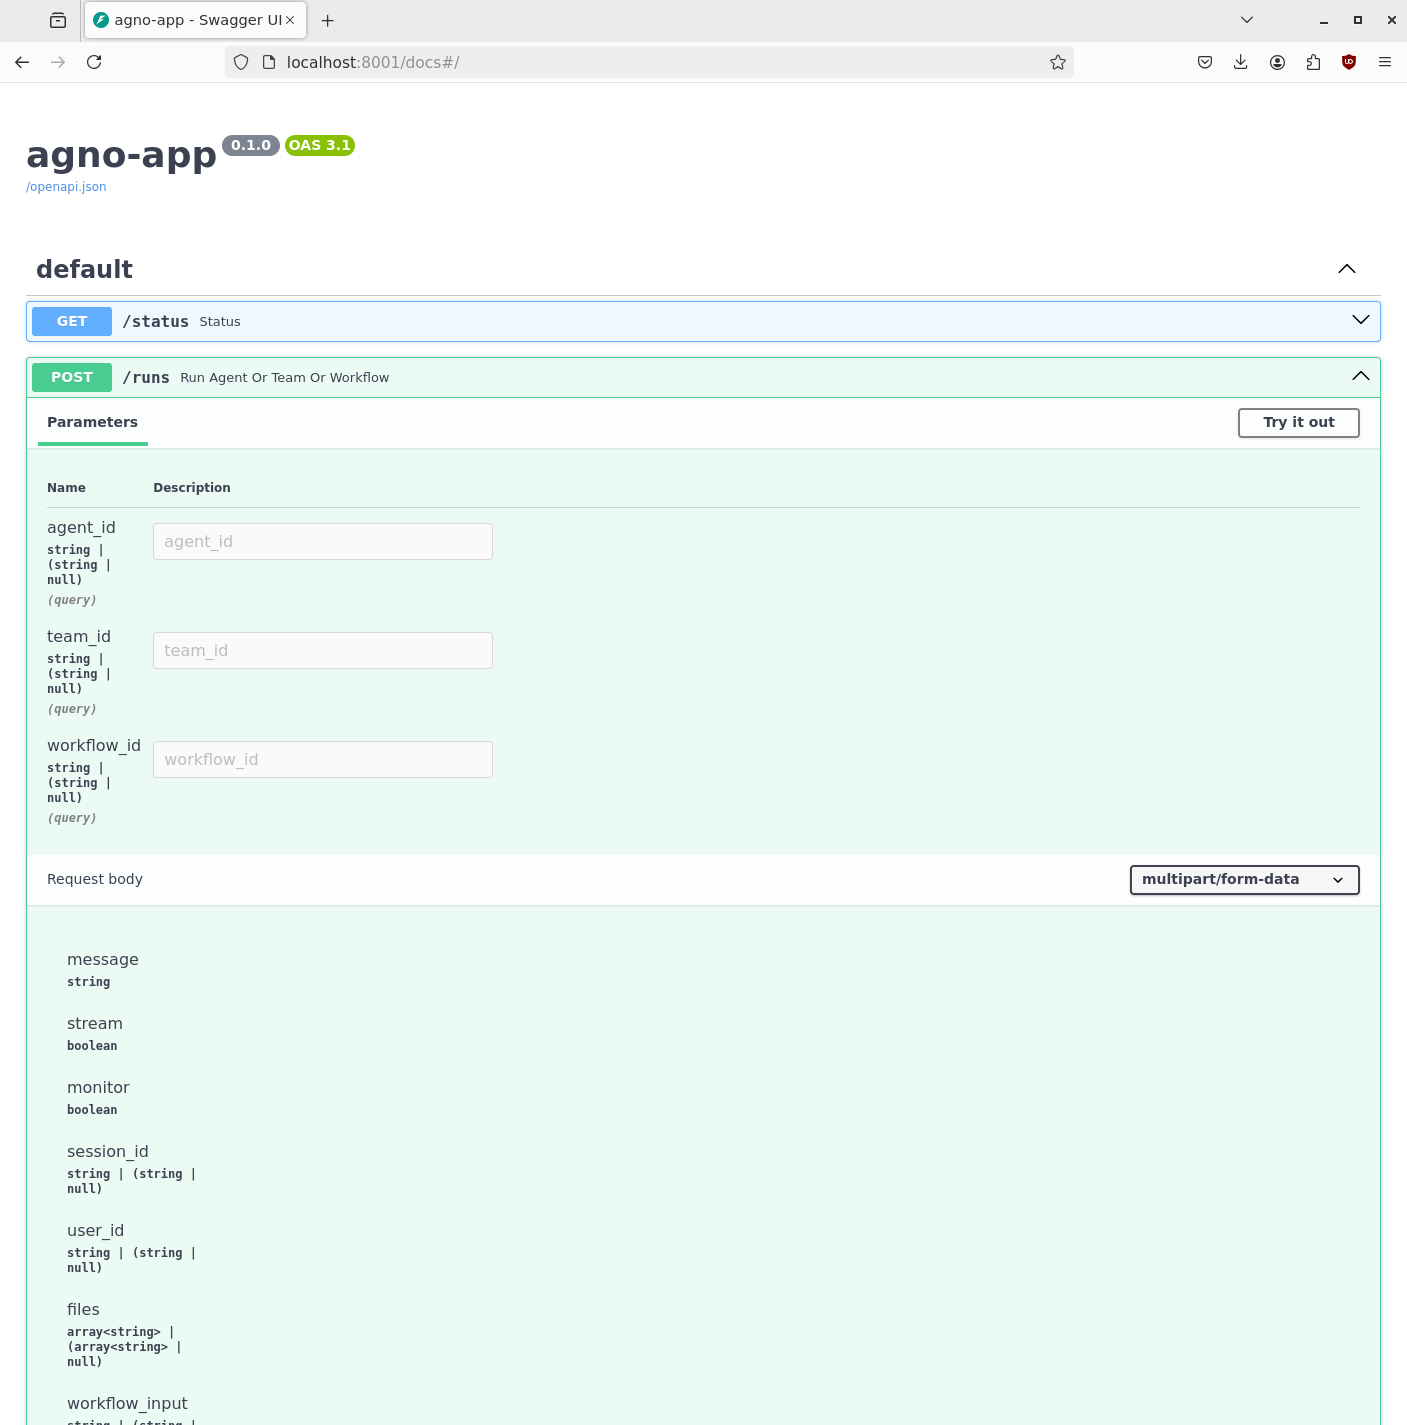 agno-app - Swagger UI
localhost:8001/docs#/
agno-app 0.1.0 OAS 3.1
/openapi.json
default
GET /status Status
POST /runs Run Agent Or Team Or Workflow
Parameters Try it out
Name Description
agent_id agent_id
string |
(string |
null)
(query)
team_id team_id
string |
(string |
null)
(query)
workflow_id workflow_id
string |
(string |
null)
(query)
Request body multipart/form-data
message
string
stream
boolean
monitor
boolean
session_id
string | (string |
null)
user_id
string | (string |
null)
files
array<string> |
(array<string> |
null)
workflow_input
string | (string |